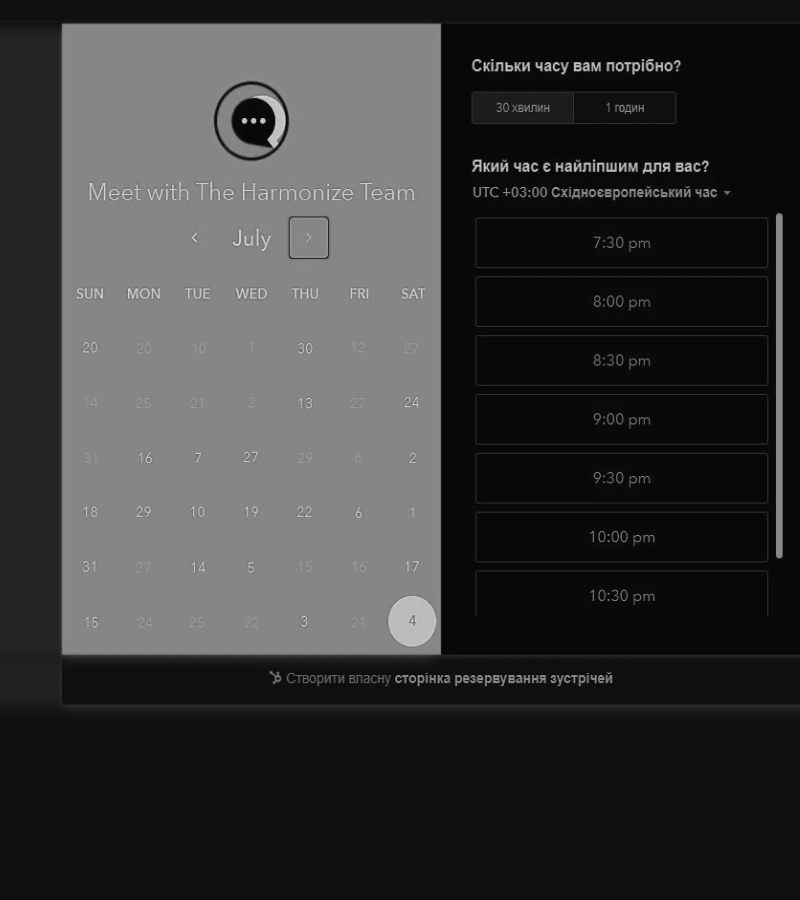 Meet with The Harmonize Team
July
SUN MON TUE WED THU FRI SAT
20 20 10 1 30 12 27
14 25 21 2 13 27 24
31 16 7 27 29 6 2
18 29 10 19 22 6 1
31 27 14 5 15 16 17
15 24 25 22 3 21 4
Скільки часу вам потрібно?
30 хвилин 1 годин
Який час є найліпшим для вас?
UTC +03:00 Східноєвропейський час
7:30 pm
8:00 pm
8:30 pm
9:00 pm
9:30 pm
10:00 pm
10:30 pm
Створити власну сторінка резервування зустрічей